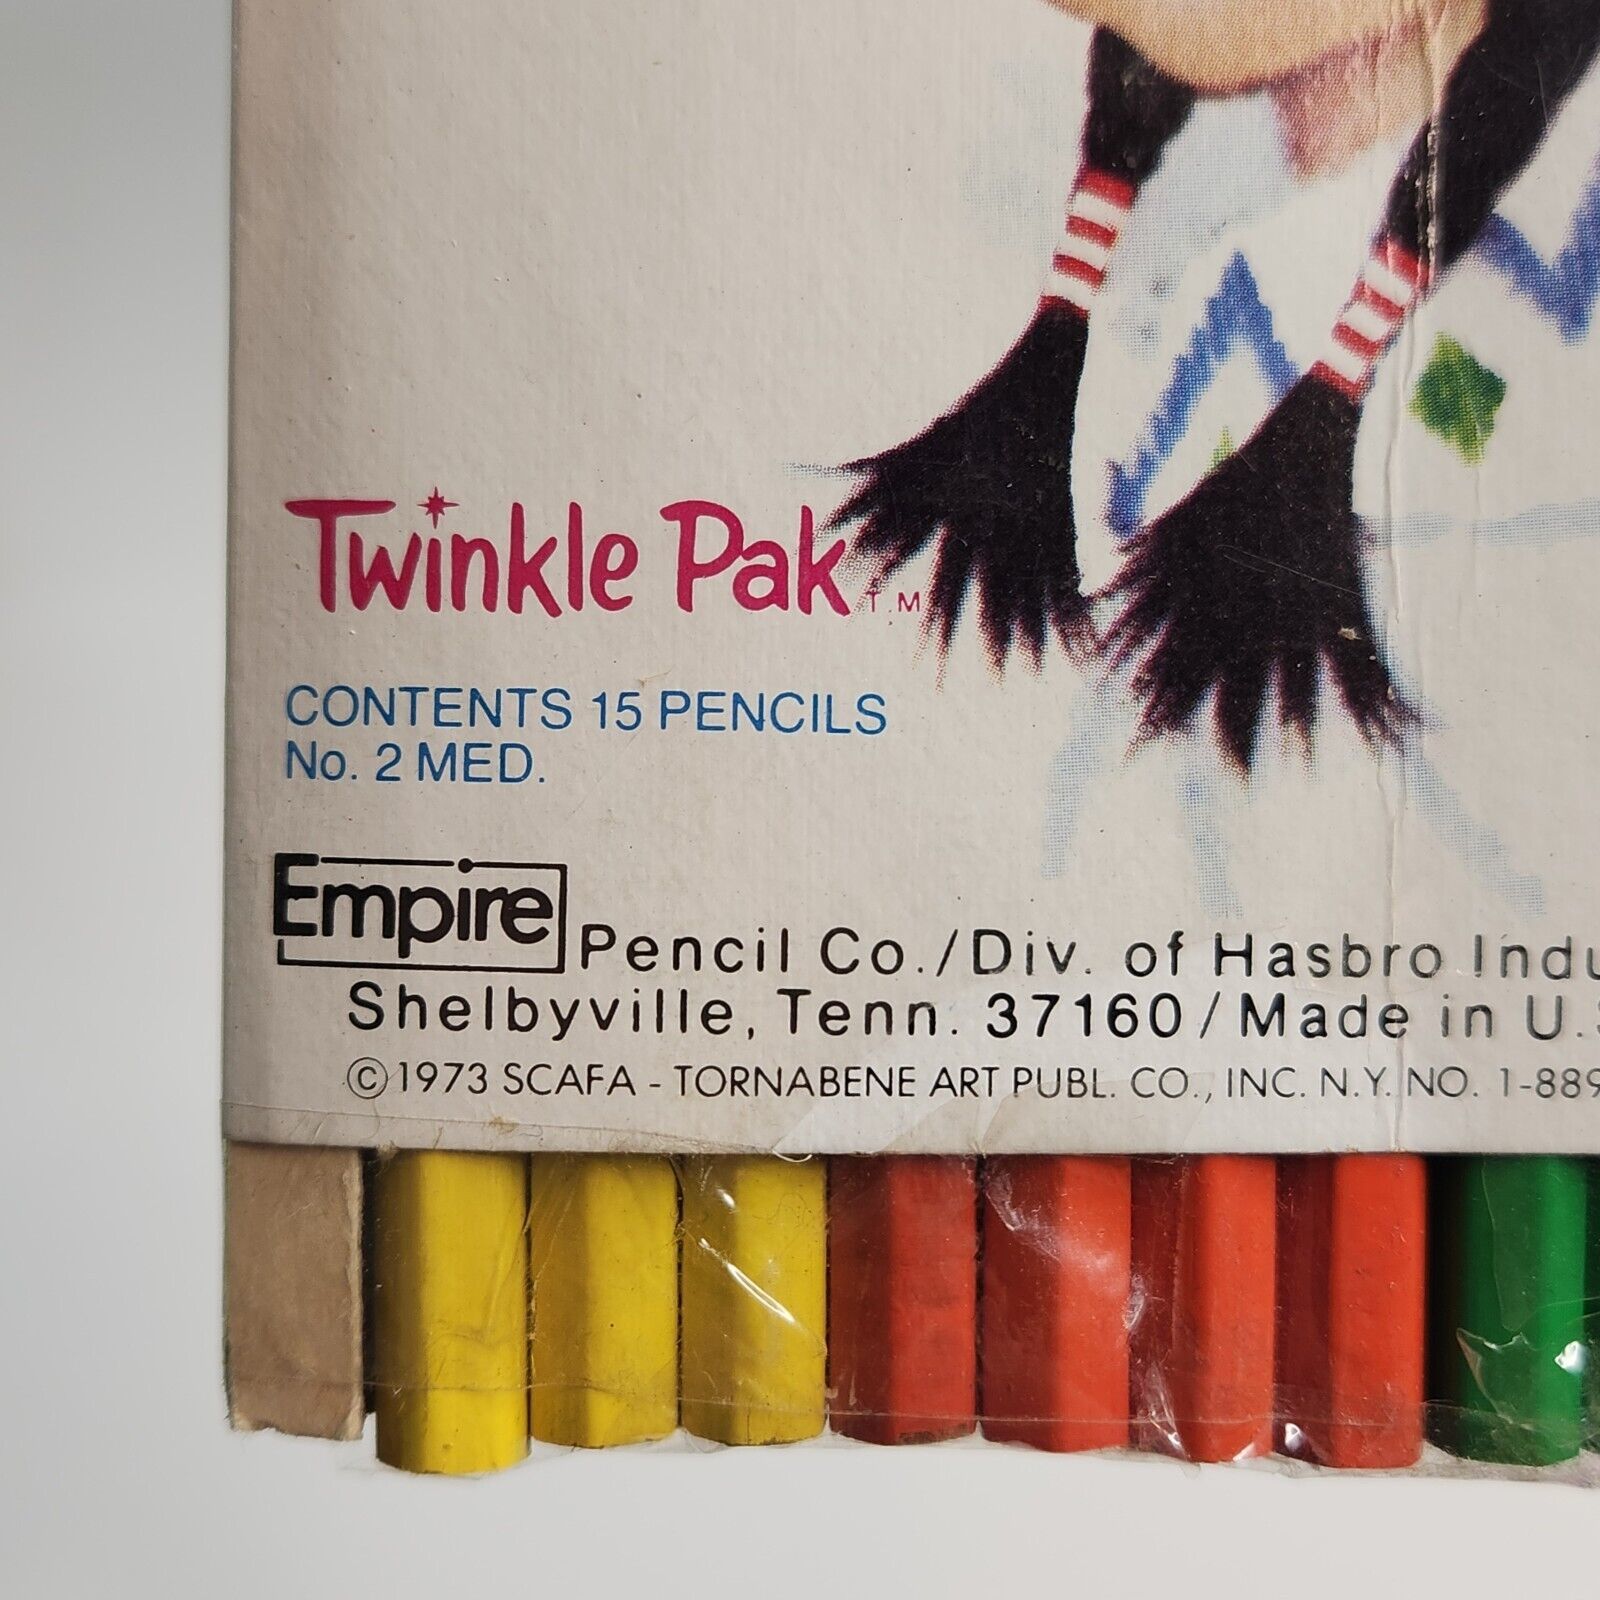 Twinkle Pak T.M
CONTENTS 15 PENCILS
No. 2 MED.
Empire Pencil Co./Div. of Hasbro
Shelbyville, Tenn. 37160/Made in U.S
©1973 SCAFA - TORNABENE ART PUBL. CO., INC. N.Y. NO. 1-889